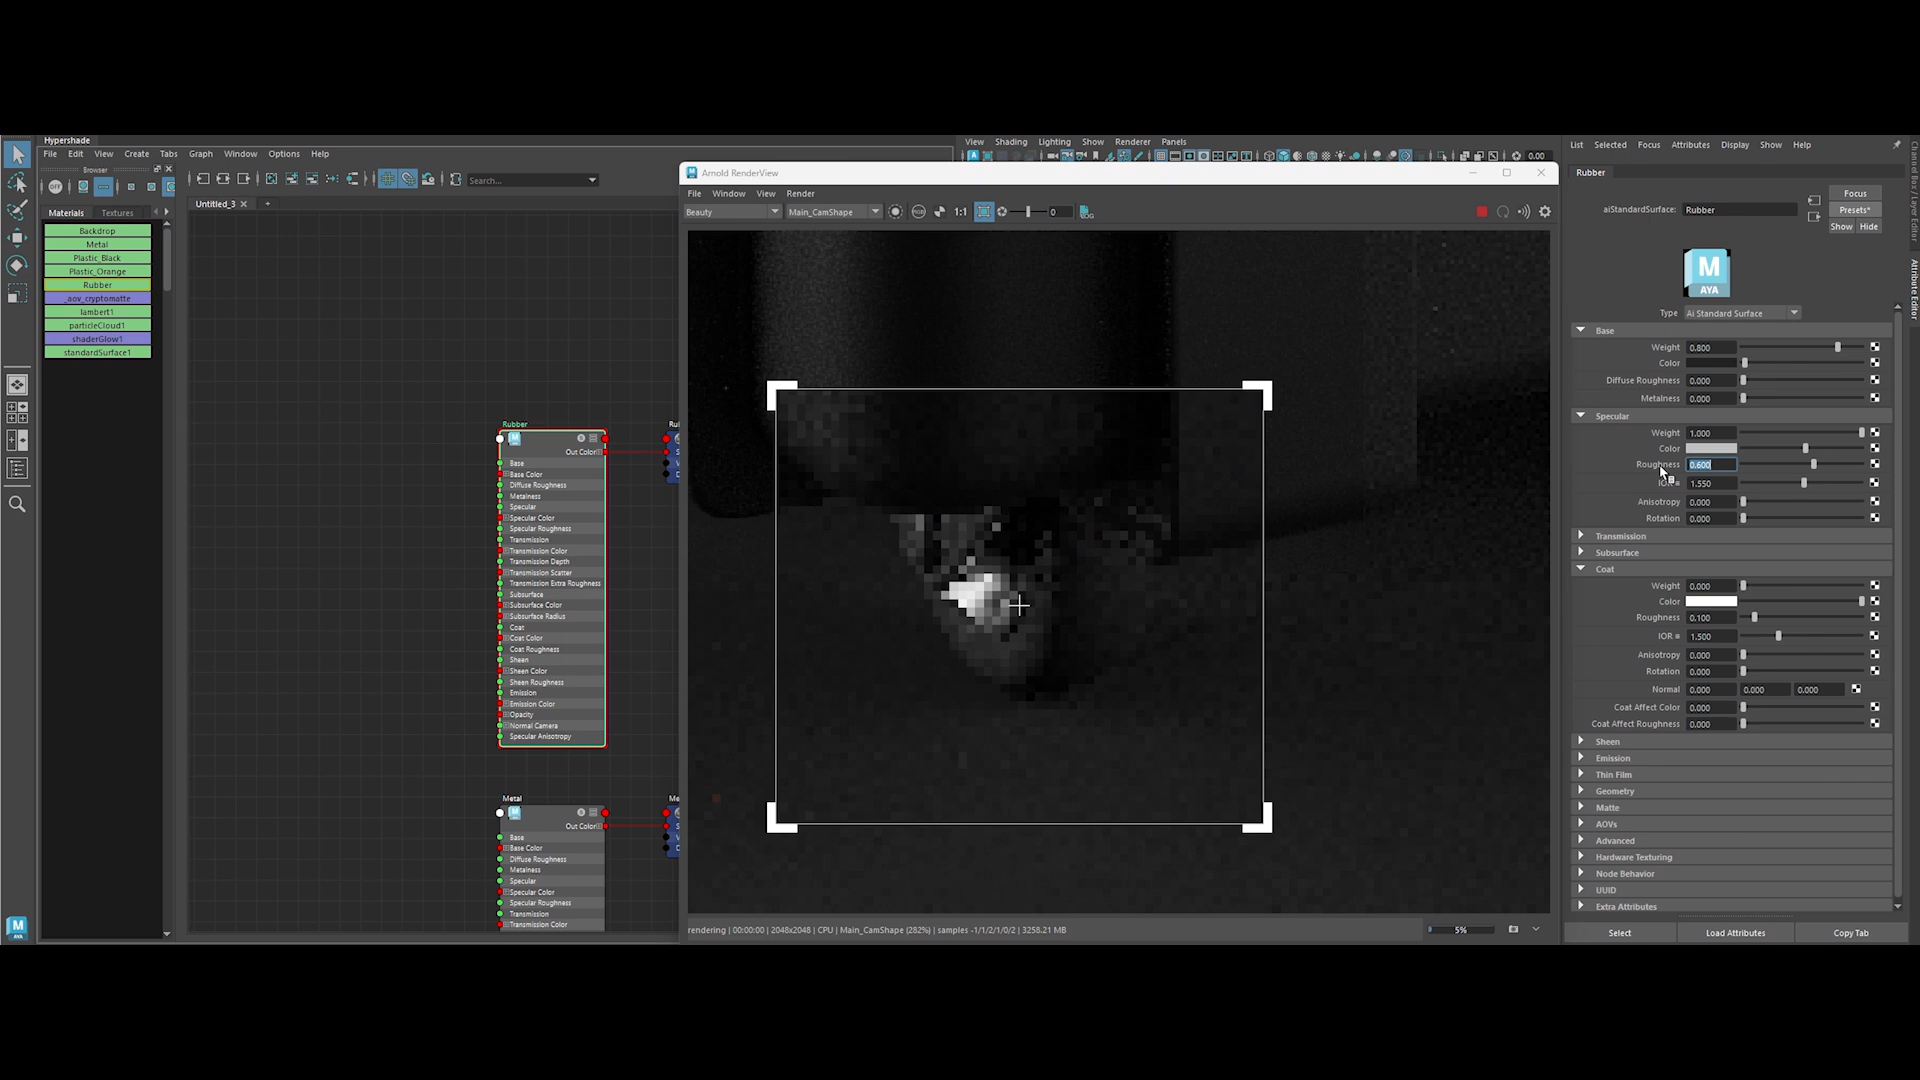 Hypershade
File Edit View Create Tabs Graph Window Options Help
Browser
OFF
Search...
Materials Textures
Untitled_3
Backdrop
Metal
Plastic_Black
Plastic_Orange
Rubber
_aov_cryptomatte
lambert1
particleCloud1
shaderGlow1
standardSurface1
Rubber
Out Color
Base
Base Color
Diffuse Roughness
Metalness
Specular
Specular Color
Specular Roughness
Transmission
Transmission Color
Transmission Depth
Transmission Scatter
Transmission Extra Roughness
Subsurface
Subsurface Color
Subsurface Radius
Coat
Coat Color
Coat Roughness
Sheen
Sheen Color
Sheen Roughness
Emission
Emission Color
Opacity
Normal Camera
Specular Anisotropy
Metal
Out Color
Base
Base Color
Diffuse Roughness
Metalness
Specular
Specular Color
Specular Roughness
Transmission
Transmission Color
View Shading Lighting Show Renderer Panels
0.00
Arnold RenderView
File Window View Render
Beauty Main_CamShape 1:1 0
rendering | 00:00:00 | 2048x2048 | CPU | Main_CamShape (282%) | samples -1/1/2/1/0/2 | 3258.21 MB
5%
List Selected Focus Attributes Display Show Help
Rubber
aiStandardSurface: Rubber
Focus
Presets*
Show Hide
M
AYA
Type Ai Standard Surface
Base
Weight 0.800
Color
Diffuse Roughness 0.000
Metalness 0.000
Specular
Weight 1.000
Color
Roughness 0.600
IOR 1.550
Anisotropy 0.000
Rotation 0.000
Transmission
Subsurface
Coat
Weight 0.000
Color
Roughness 0.100
IOR 1.500
Anisotropy 0.000
Rotation 0.000
Normal 0.000 0.000 0.000
Coat Affect Color 0.000
Coat Affect Roughness 0.000
Sheen
Emission
Thin Film
Geometry
Matte
AOVs
Advanced
Hardware Texturing
Node Behavior
UUID
Extra Attributes
Select Load Attributes Copy Tab
Channel Box / Layer Editor
Attribute Editor